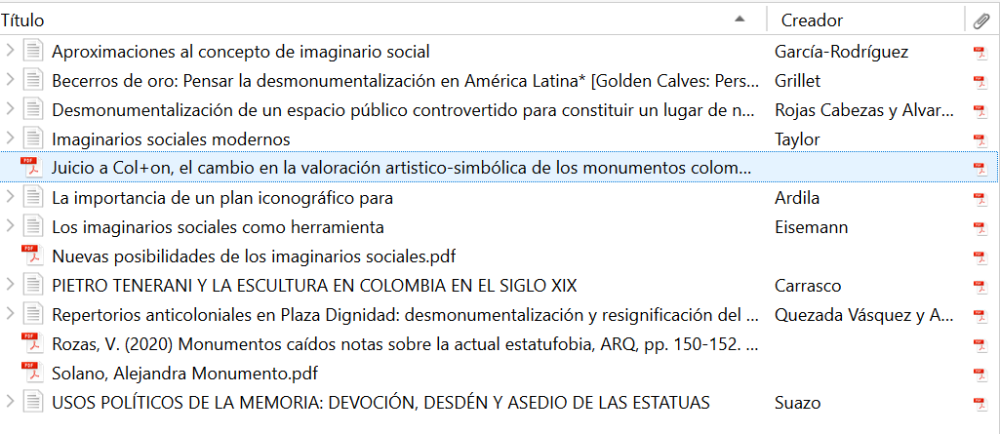 Título Creador
Aproximaciones al concepto de imaginario social García-Rodríguez
Becerros de oro: Pensar la desmonumentalización en América Latina* [Golden Calves: Pers... Grillet
Desmonumentalización de un espacio público controvertido para constituir un lugar de n... Rojas Cabezas y Alvar...
Imaginarios sociales modernos Taylor
Juicio a Col+on, el cambio en la valoración artistico-simbólica de los monumentos colom...
La importancia de un plan iconográfico para Ardila
Los imaginarios sociales como herramienta Eisemann
Nuevas posibilidades de los imaginarios sociales.pdf
PIETRO TENERANI Y LA ESCULTURA EN COLOMBIA EN EL SIGLO XIX Carrasco
Repertorios anticoloniales en Plaza Dignidad: desmonumentalización y resignificación del ... Quezada Vásquez y A...
Rozas, V. (2020) Monumentos caídos notas sobre la actual estatufobia, ARQ, pp. 150-152. ...
Solano, Alejandra Monumento.pdf
USOS POLÍTICOS DE LA MEMORIA: DEVOCIÓN, DESDÉN Y ASEDIO DE LAS ESTATUAS Suazo